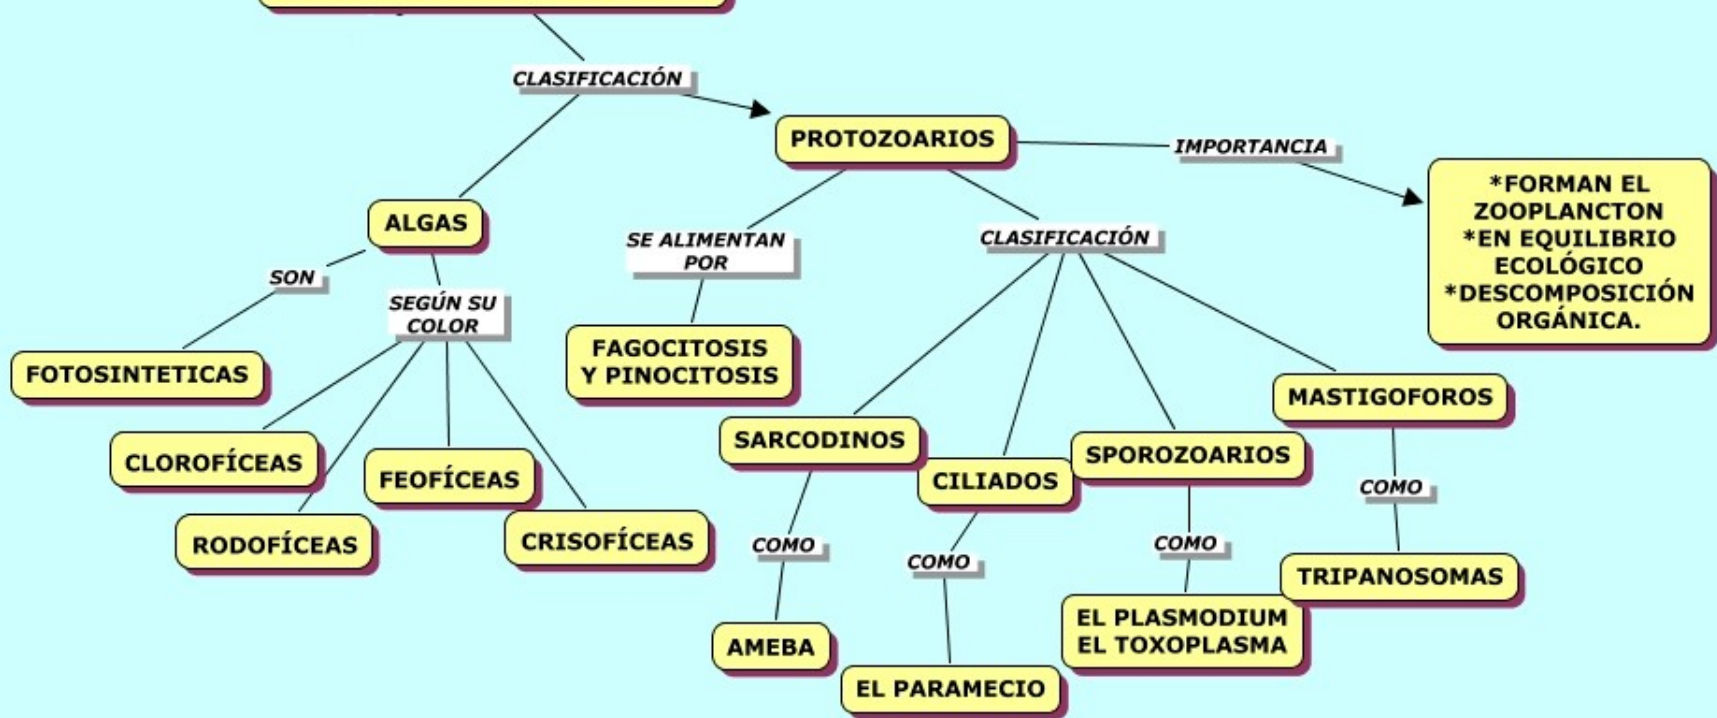 CLASIFICACIÓN
PROTOZOARIOS
IMPORTANCIA
*FORMAN EL
ZOOPLANCTON
*EN EQUILIBRIO
ECOLÓGICO
*DESCOMPOSICIÓN
ORGÁNICA.
ALGAS
SON
SEGÚN SU
COLOR
FOTOSINTETICAS
CLOROFÍCEAS
RODOFÍCEAS
FEOFÍCEAS
CRISOFÍCEAS
SE ALIMENTAN
POR
FAGOCITOSIS
Y PINOCITOSIS
CLASIFICACIÓN
SARCODINOS
COMO
AMEBA
CILIADOS
COMO
EL PARAMECIO
SPOROZOARIOS
COMO
EL PLASMODIUM
EL TOXOPLASMA
MASTIGOFOROS
COMO
TRIPANOSOMAS